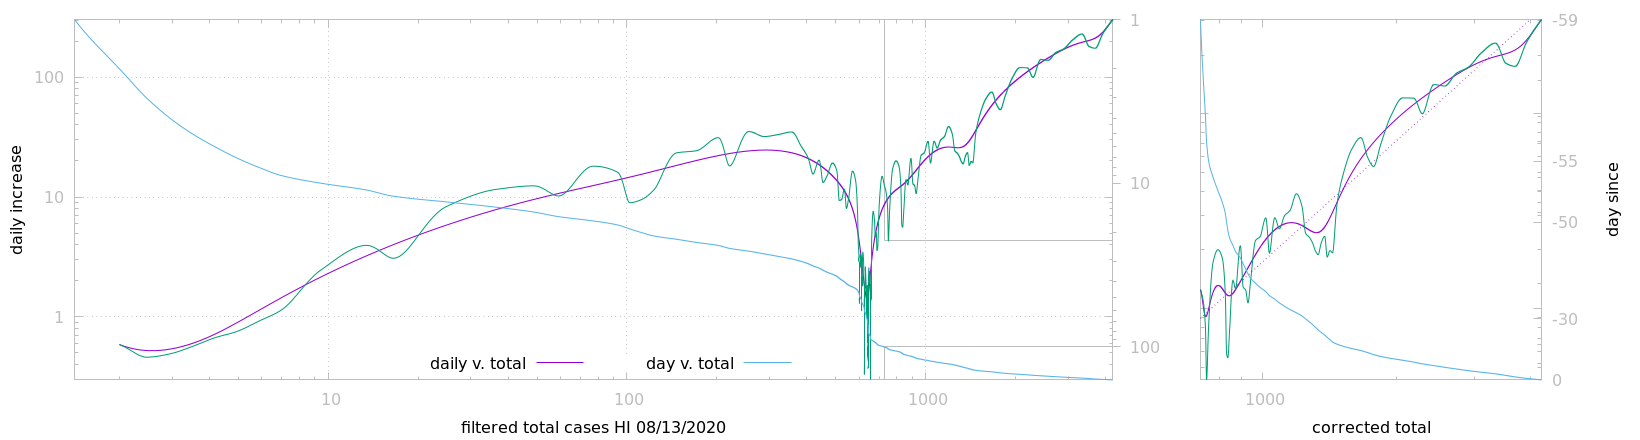 100
10
1
daily increase
10
100
1000
filtered total cases HI 08/13/2020
daily v. total
day v. total
1
10
100
1000
corrected total
-59
-55
-50
-30
0
day since